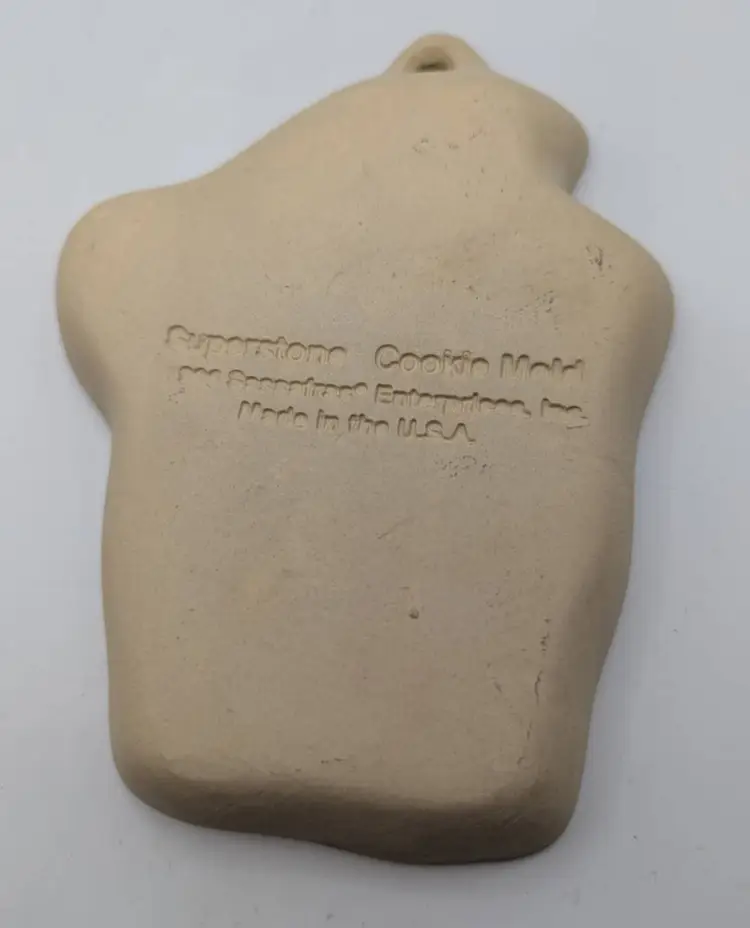 Superstone Cookie Mold
Sassafras® Enterprises, Inc.
Made in the U.S.A.